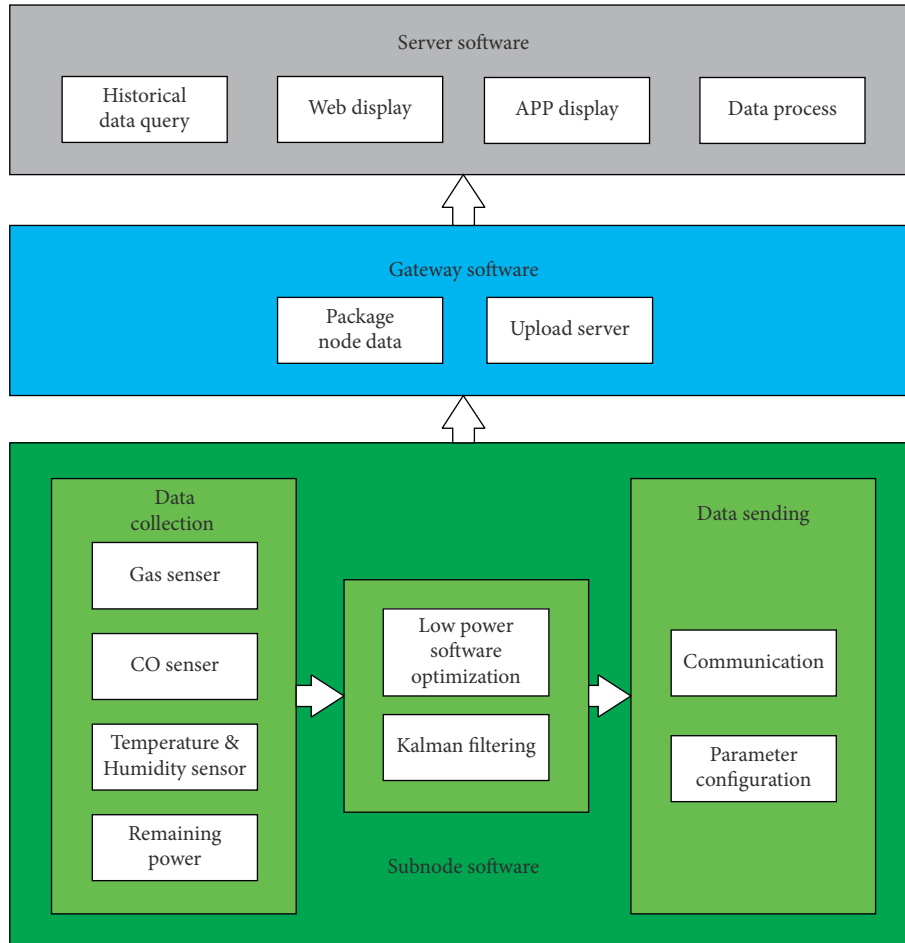 Server software
Historical
data query
Web display
APP display
Data process
Gateway software
Package
node data
Upload server
Data
collection
Gas senser
CO senser
Temperature &
Humidity sensor
Remaining
power
Low power
software
optimization
Kalman filtering
Data sending
Communication
Parameter
configuration
Subnode software